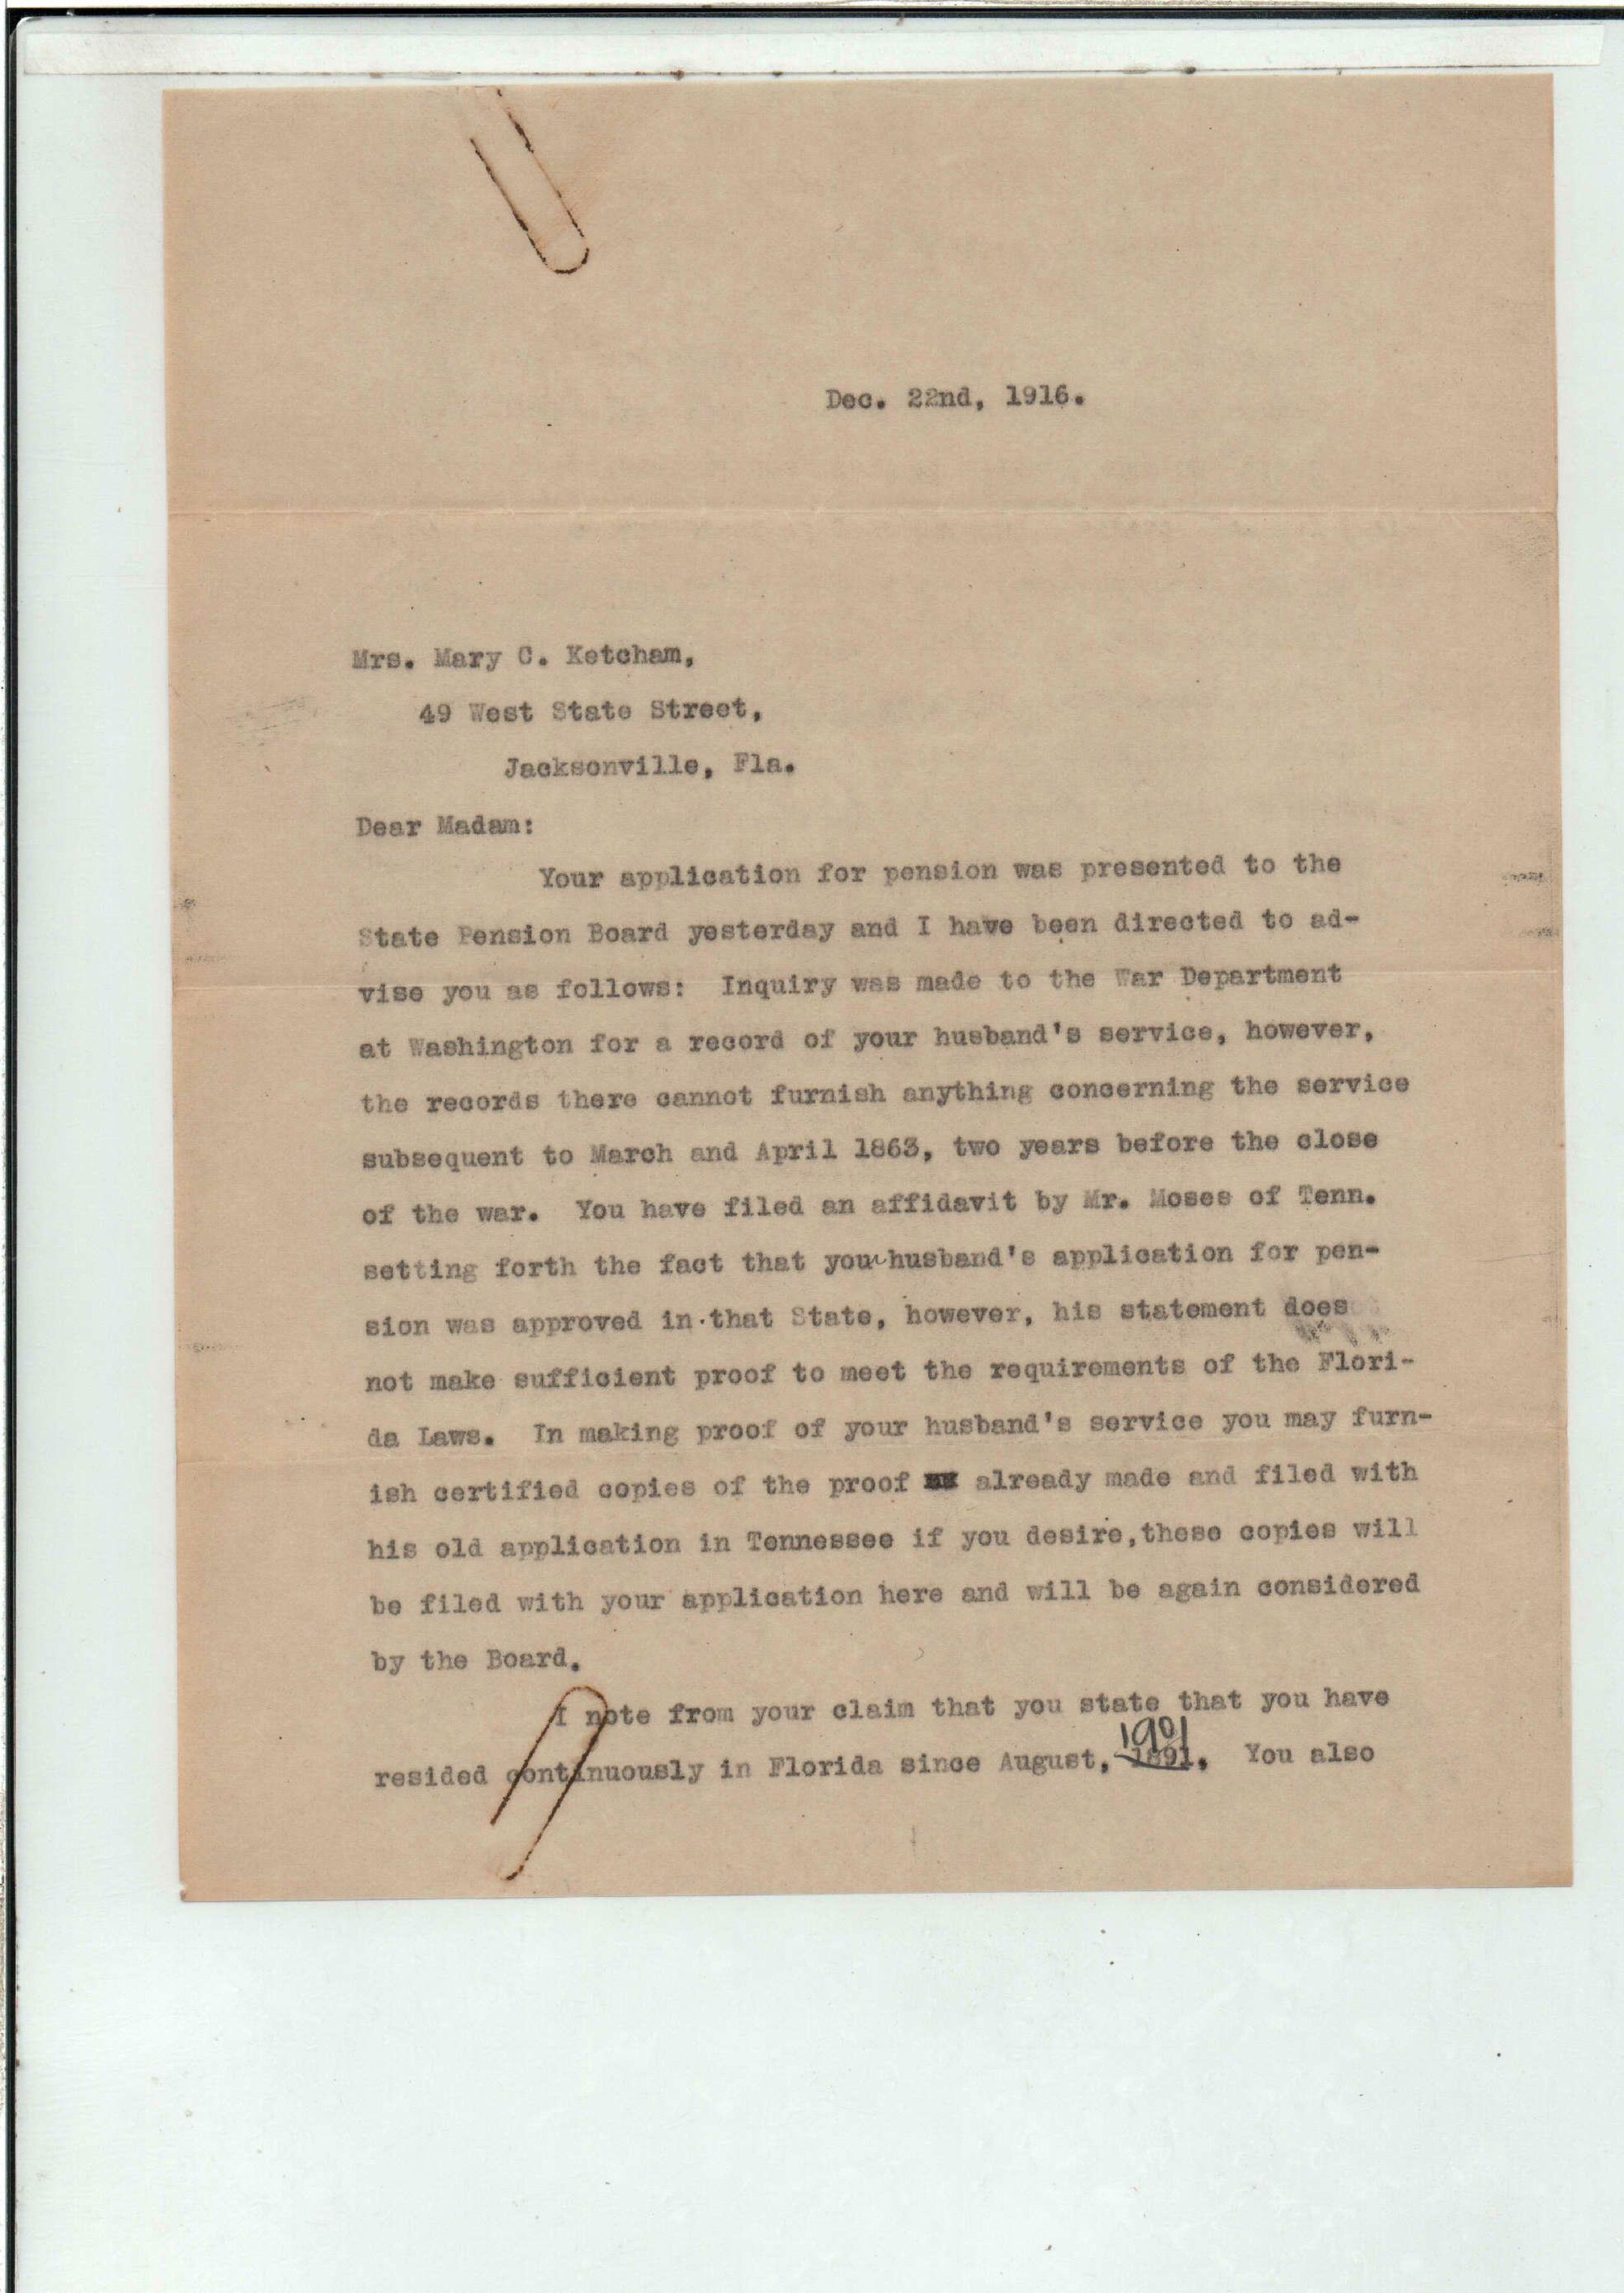 Dec. 22nd, 1916.
Mrs. Mary C. Ketcham,
49 West State Street,
Jacksonville, Fla.
Dear Madam:
Your application for pension was presented to the
State Pension Board yesterday and I have been directed to ad-
vise you as follows: Inquiry was made to the War Department
at Washington for a record of your husband's service, however,
the records there cannot furnish anything concerning the service
subsequent to March and April 1863, two years before the close
of the war. You have filed an affidavit by Mr. Moses of Tenn.
setting forth the fact that your husband's application for pen-
sion was approved in that State, however, his statement does
not make sufficient proof to meet the requirements of the Flori-
da Laws. In making proof of your husband's service you may furn-
ish certified copies of the proof already made and filed with
his old application in Tennessee if you desire,these copies will
be filed with your application here and will be again considered
by the Board.
I note from your claim that you state that you have
1901
resided continuously in Florida since August, 1891. You also